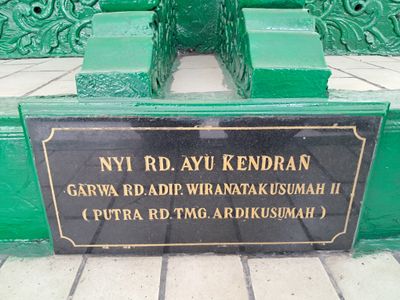 NYI RD. AYU KENDRAN
GARWA RD. ADIP. WIRANATAKUSUMAH II
( PUTRA RD. TMG. ARDIKUSUMAH )